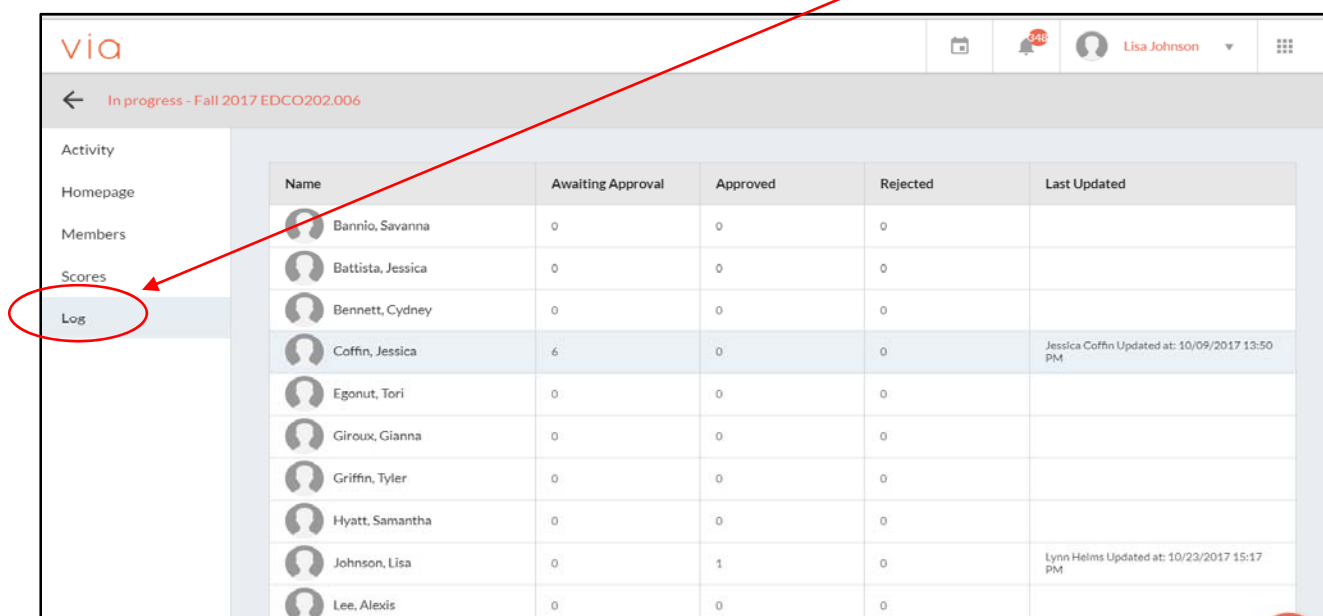 via
348
Lisa Johnson
In progress - Fall 2017 EDCO202.006
Activity
Homepage
Members
Scores
Log
Name Awaiting Approval Approved Rejected Last Updated
Bannio, Savanna 0 0 0
Battista, Jessica 0 0 0
Bennett, Cydney 0 0 0
Coffin, Jessica 6 0 0 Jessica Coffin Updated at: 10/09/2017 13:50
PM
Egonut, Tori 0 0 0
Giroux, Gianna 0 0 0
Griffin, Tyler 0 0 0
Hyatt, Samantha 0 0 0
Johnson, Lisa 0 1 0 Lynn Helms Updated at: 10/23/2017 15:17
PM
Lee, Alexis 0 0 0